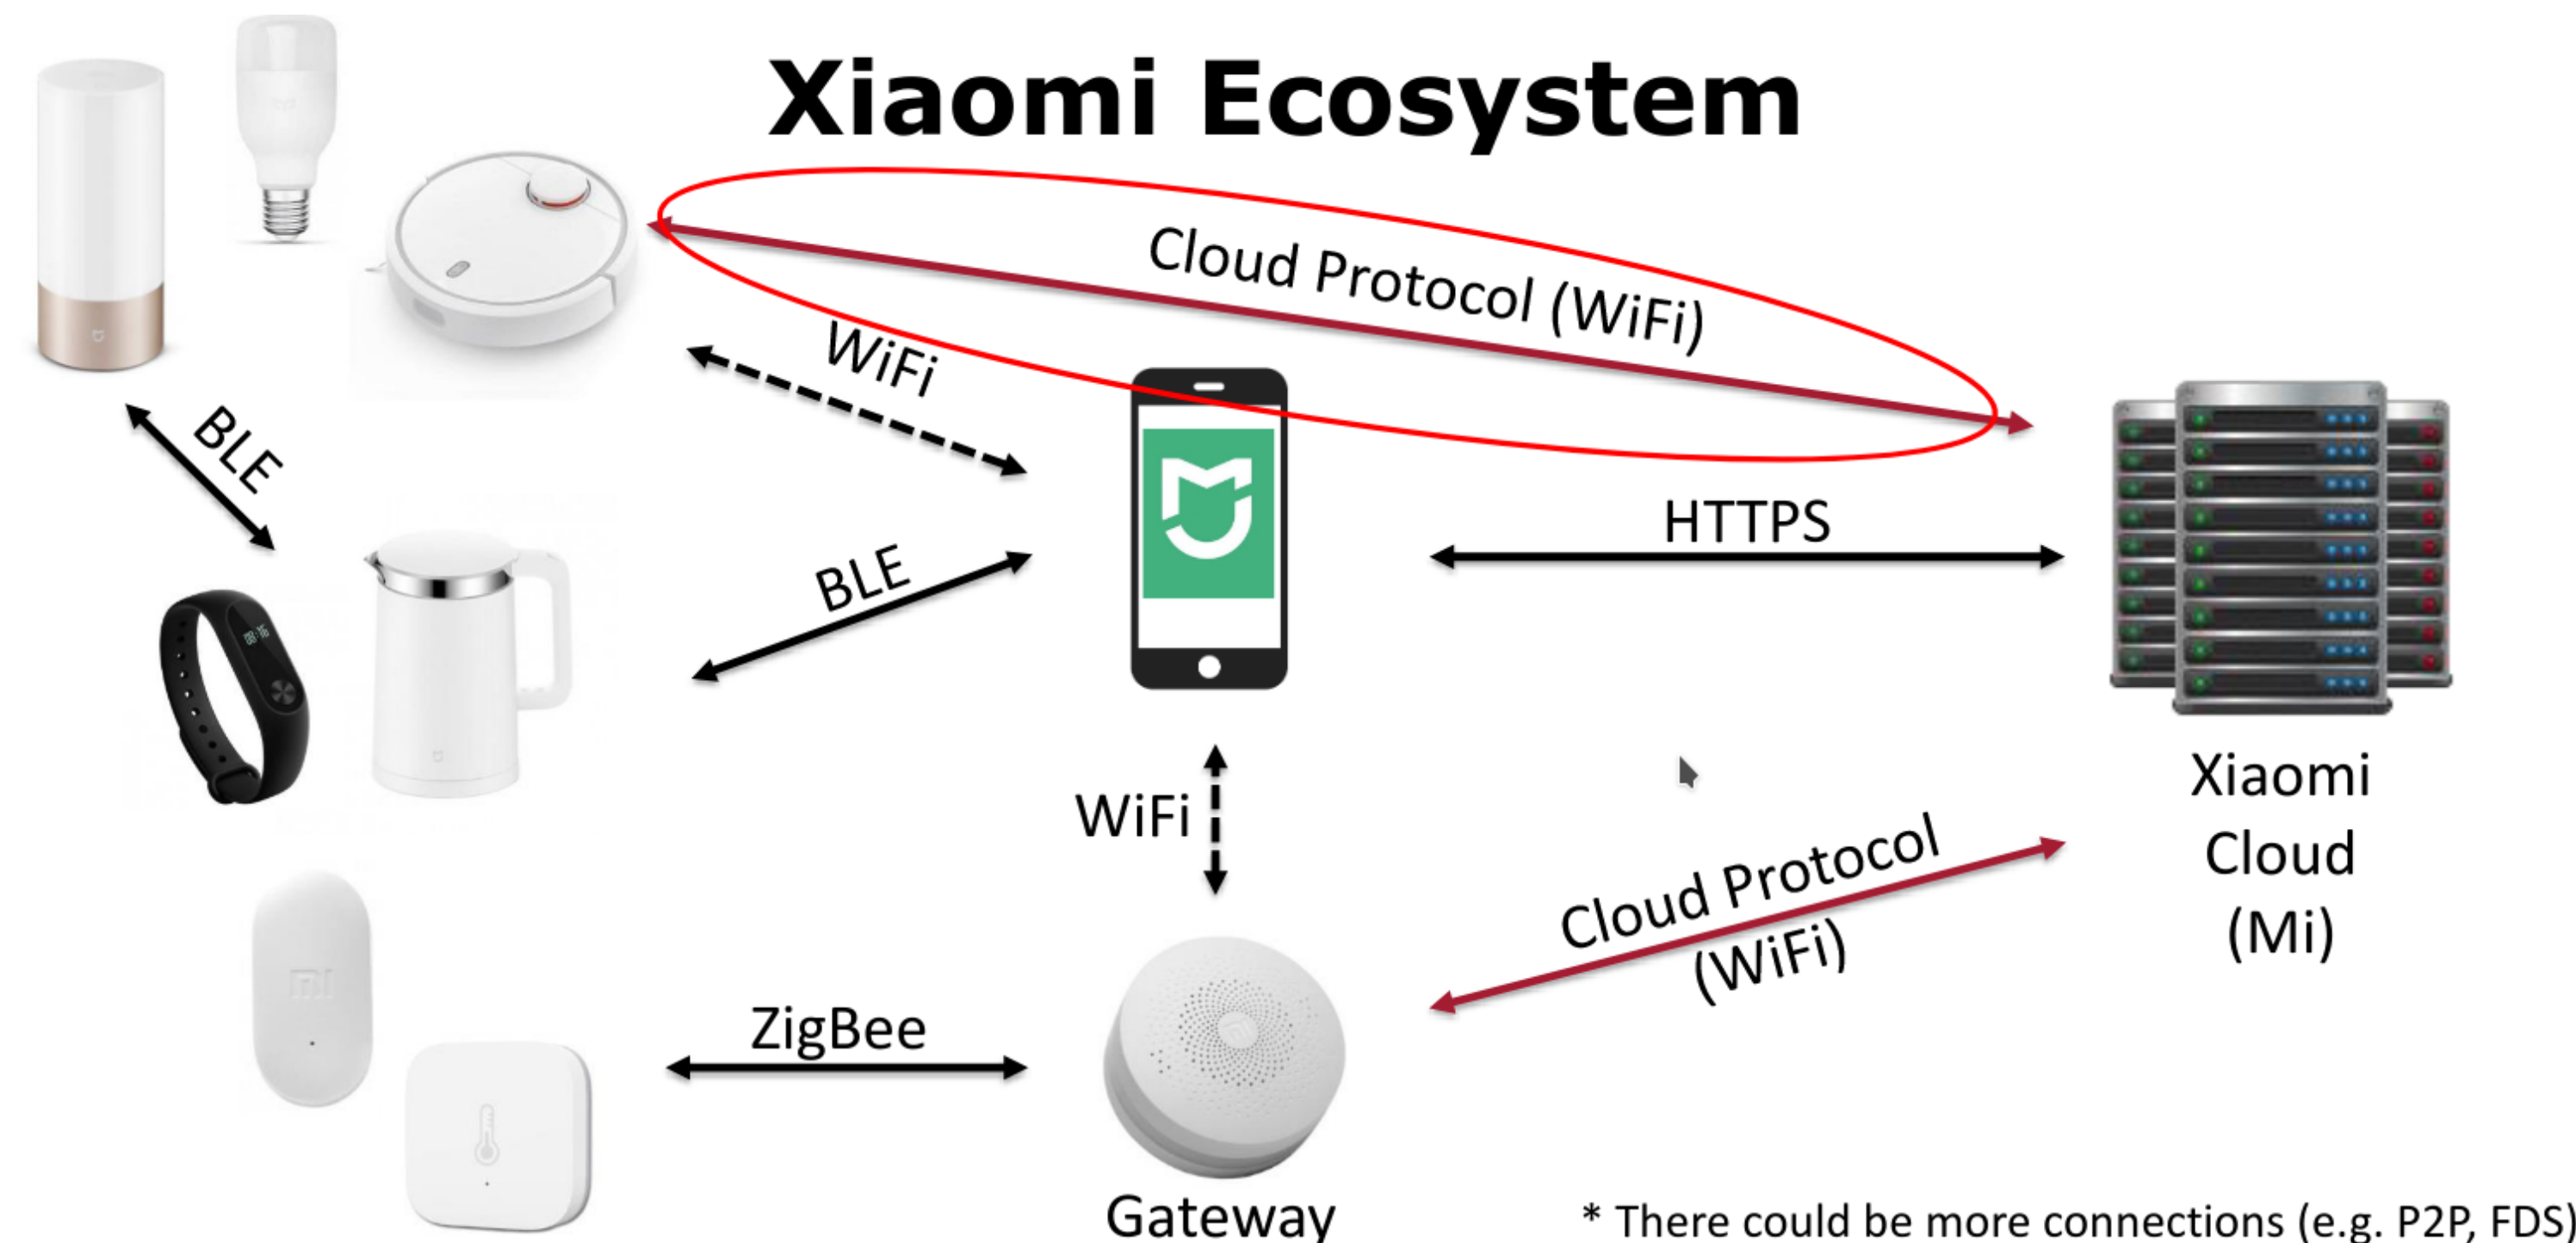 Xiaomi Ecosystem
Cloud Protocol (WiFi)
WiFi
BLE
HTTPS
BLE
WiFi
Xiaomi
Cloud
(Mi)
Cloud Protocol
(WiFi)
ZigBee
Gateway
* There could be more connections (e.g. P2P, FDS)